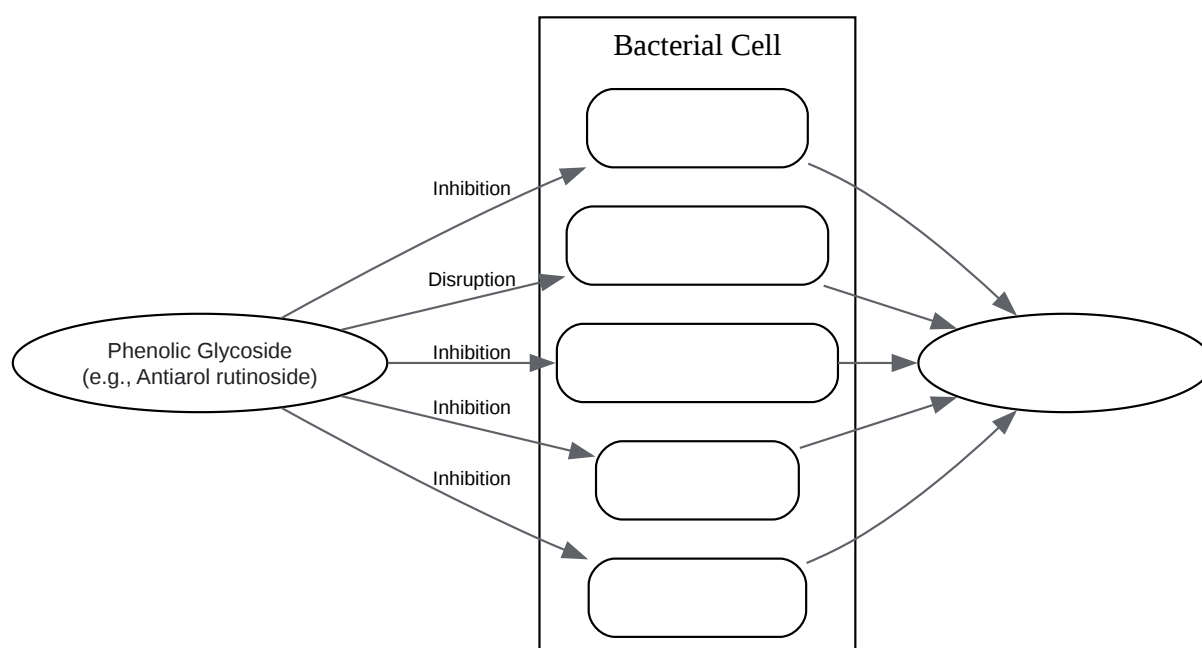 Bacterial Cell
Inhibition
Disruption
Inhibition
Phenolic Glycoside
(e.g., Antiarol rutinoside)
Inhibition
Inhibition